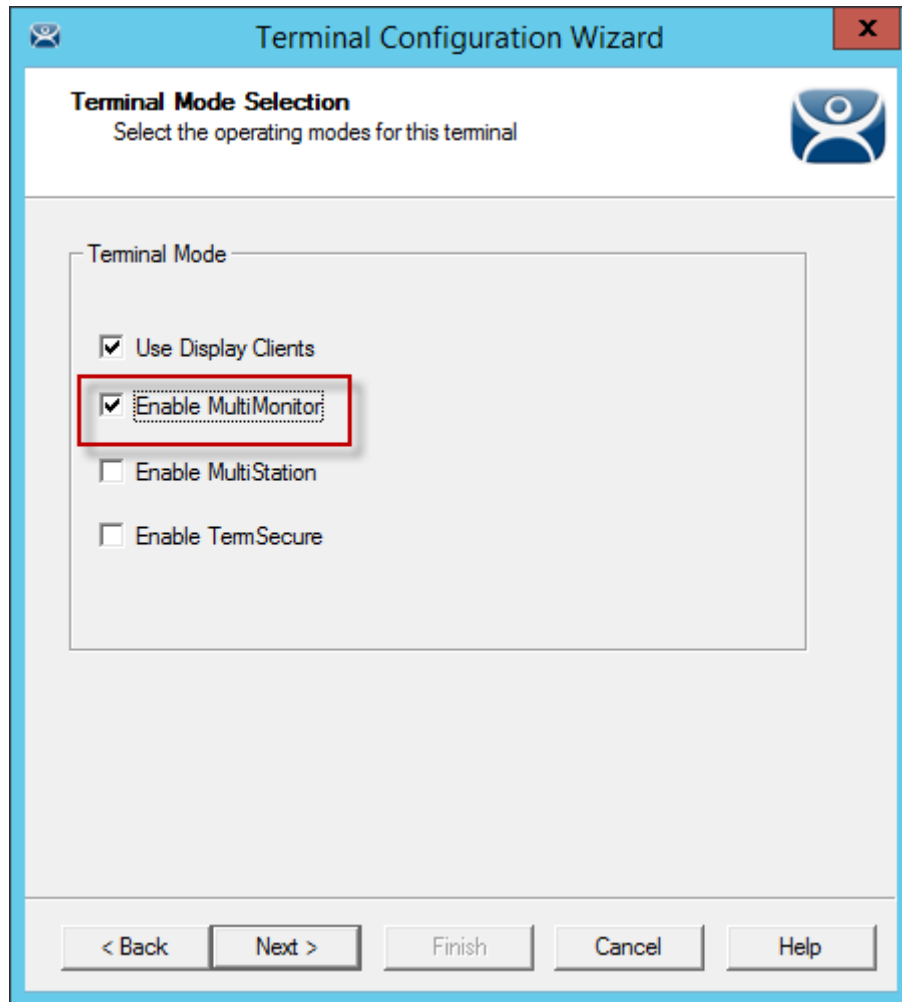 Terminal Configuration Wizard
x
Terminal Mode Selection
Select the operating modes for this terminal
Terminal Mode
Use Display Clients
Enable MultiMonitor
Enable MultiStation
Enable TermSecure
< Back Next > Finish Cancel Help